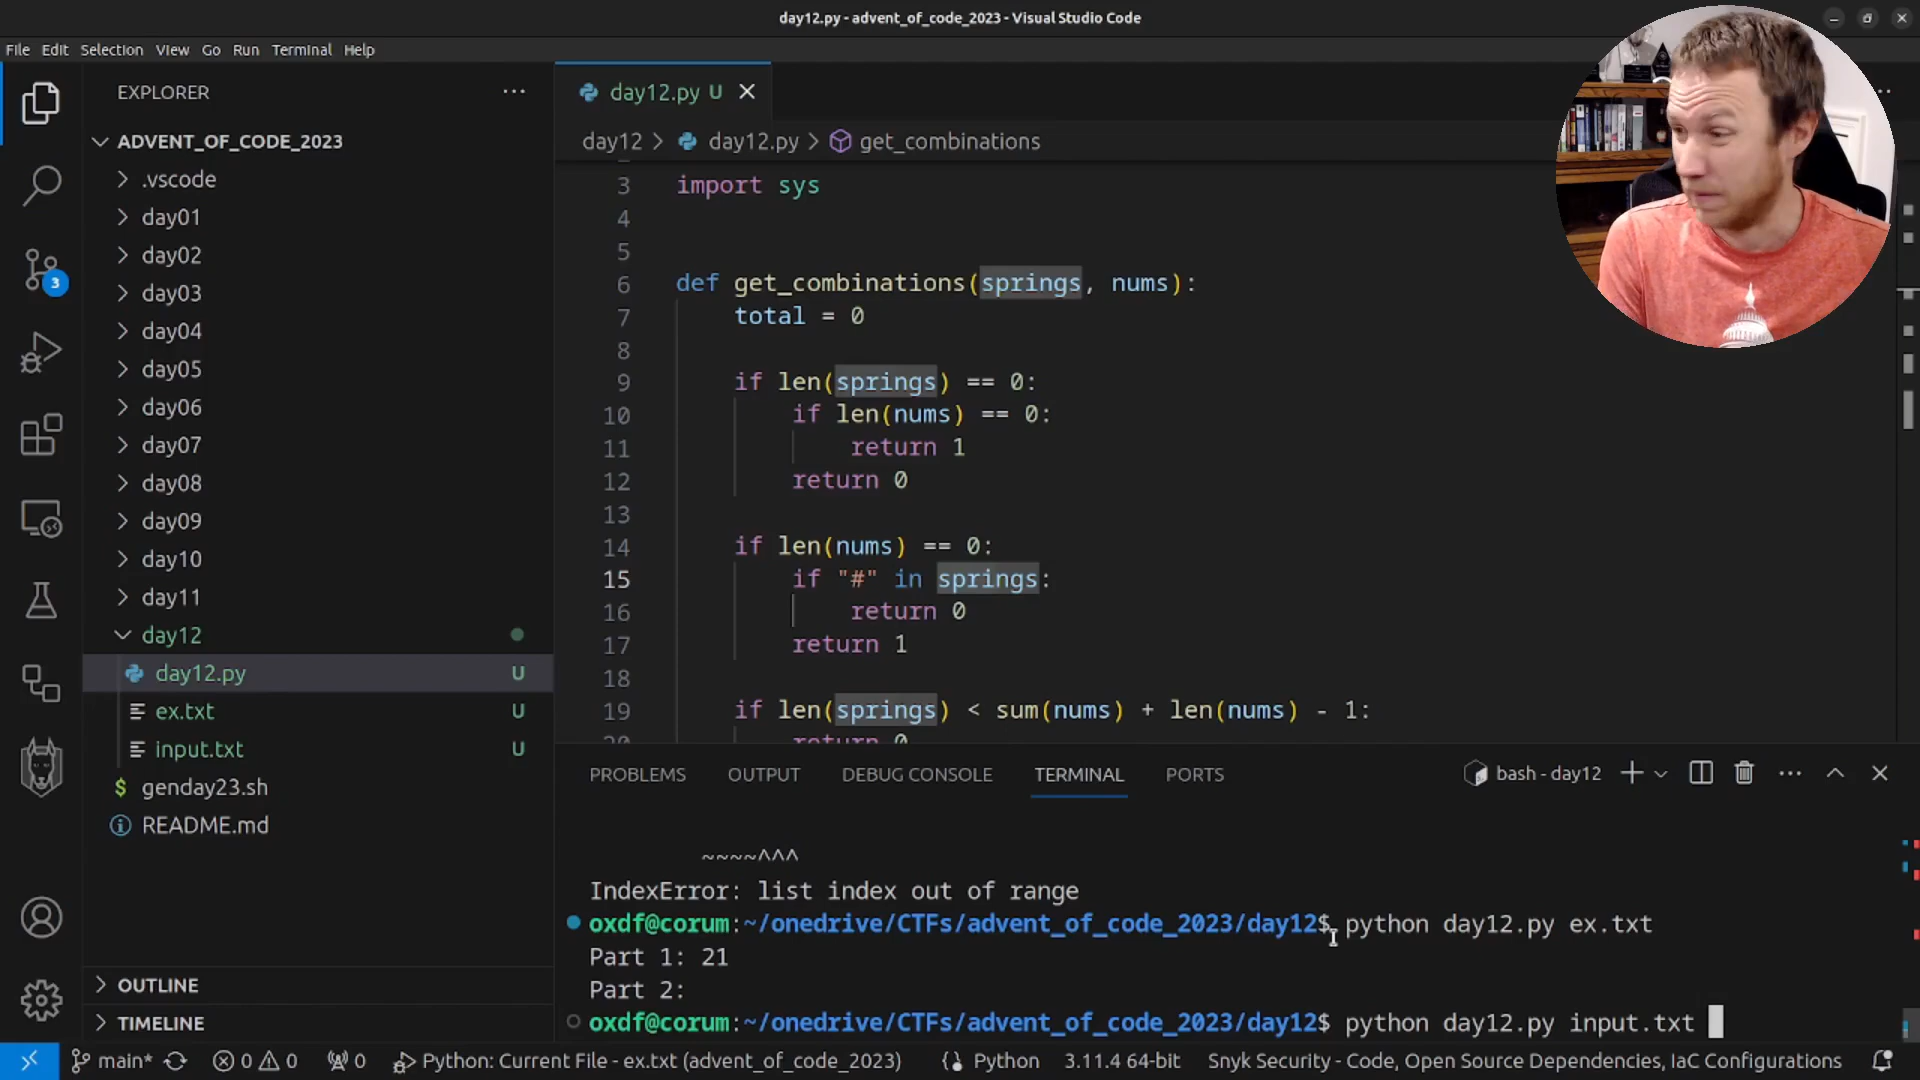 day12.py - advent_of_code_2023 - Visual Studio Code
File Edit Selection View Go Run Terminal Help
EXPLORER
ADVENT_OF_CODE_2023
.vscode
day01
day02
day03
day04
day05
day06
day07
day08
day09
day10
day11
day12
day12.py U
ex.txt U
input.txt U
genday23.sh
README.md
OUTLINE
TIMELINE
3
day12.py U
day12 > day12.py > get_combinations
3 import sys
4
5
6 def get_combinations(springs, nums):
7 total = 0
8
9 if len(springs) == 0:
10 if len(nums) == 0:
11 return 1
12 return 0
13
14 if len(nums) == 0:
15 if "#" in springs:
16 return 0
17 return 1
18
19 if len(springs) < sum(nums) + len(nums) - 1:
20 return 0
PROBLEMS OUTPUT DEBUG CONSOLE TERMINAL PORTS
bash - day12
~~~~^^^
IndexError: list index out of range
oxdf@corum:~/onedrive/CTFs/advent_of_code_2023/day12$ python day12.py ex.txt
Part 1: 21
Part 2:
oxdf@corum:~/onedrive/CTFs/advent_of_code_2023/day12$ python day12.py input.txt
main* 0 0 0 Python: Current File - ex.txt (advent_of_code_2023) Python 3.11.4 64-bit Snyk Security - Code, Open Source Dependencies, IaC Configurations